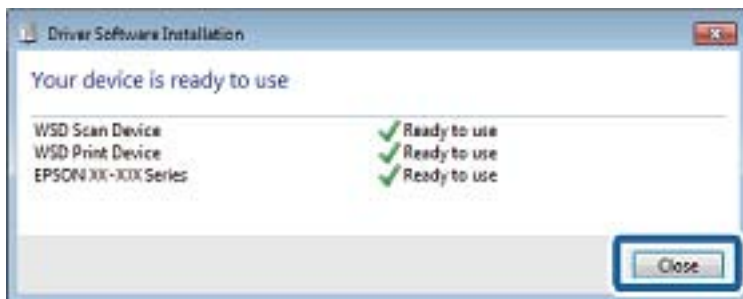 Driver Software Installation
Your device is ready to use
WSD Scan Device Ready to use
WSD Print Device Ready to use
EPSON XX-XXX Series Ready to use
Close